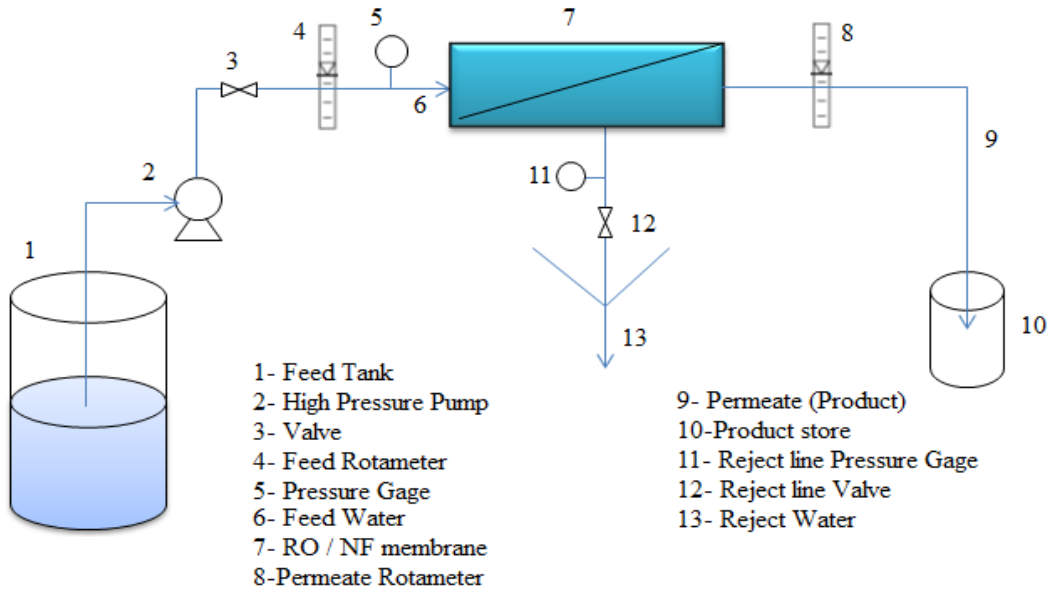 5
4
7
8
3
6
2
9
11
12
1
10
13
1- Feed Tank
2- High Pressure Pump
3- Valve
4- Feed Rotameter
5- Pressure Gage
6- Feed Water
7- RO / NF membrane
8-Permeate Rotameter
9- Permeate (Product)
10-Product store
11- Reject line Pressure Gage
12- Reject line Valve
13- Reject Water